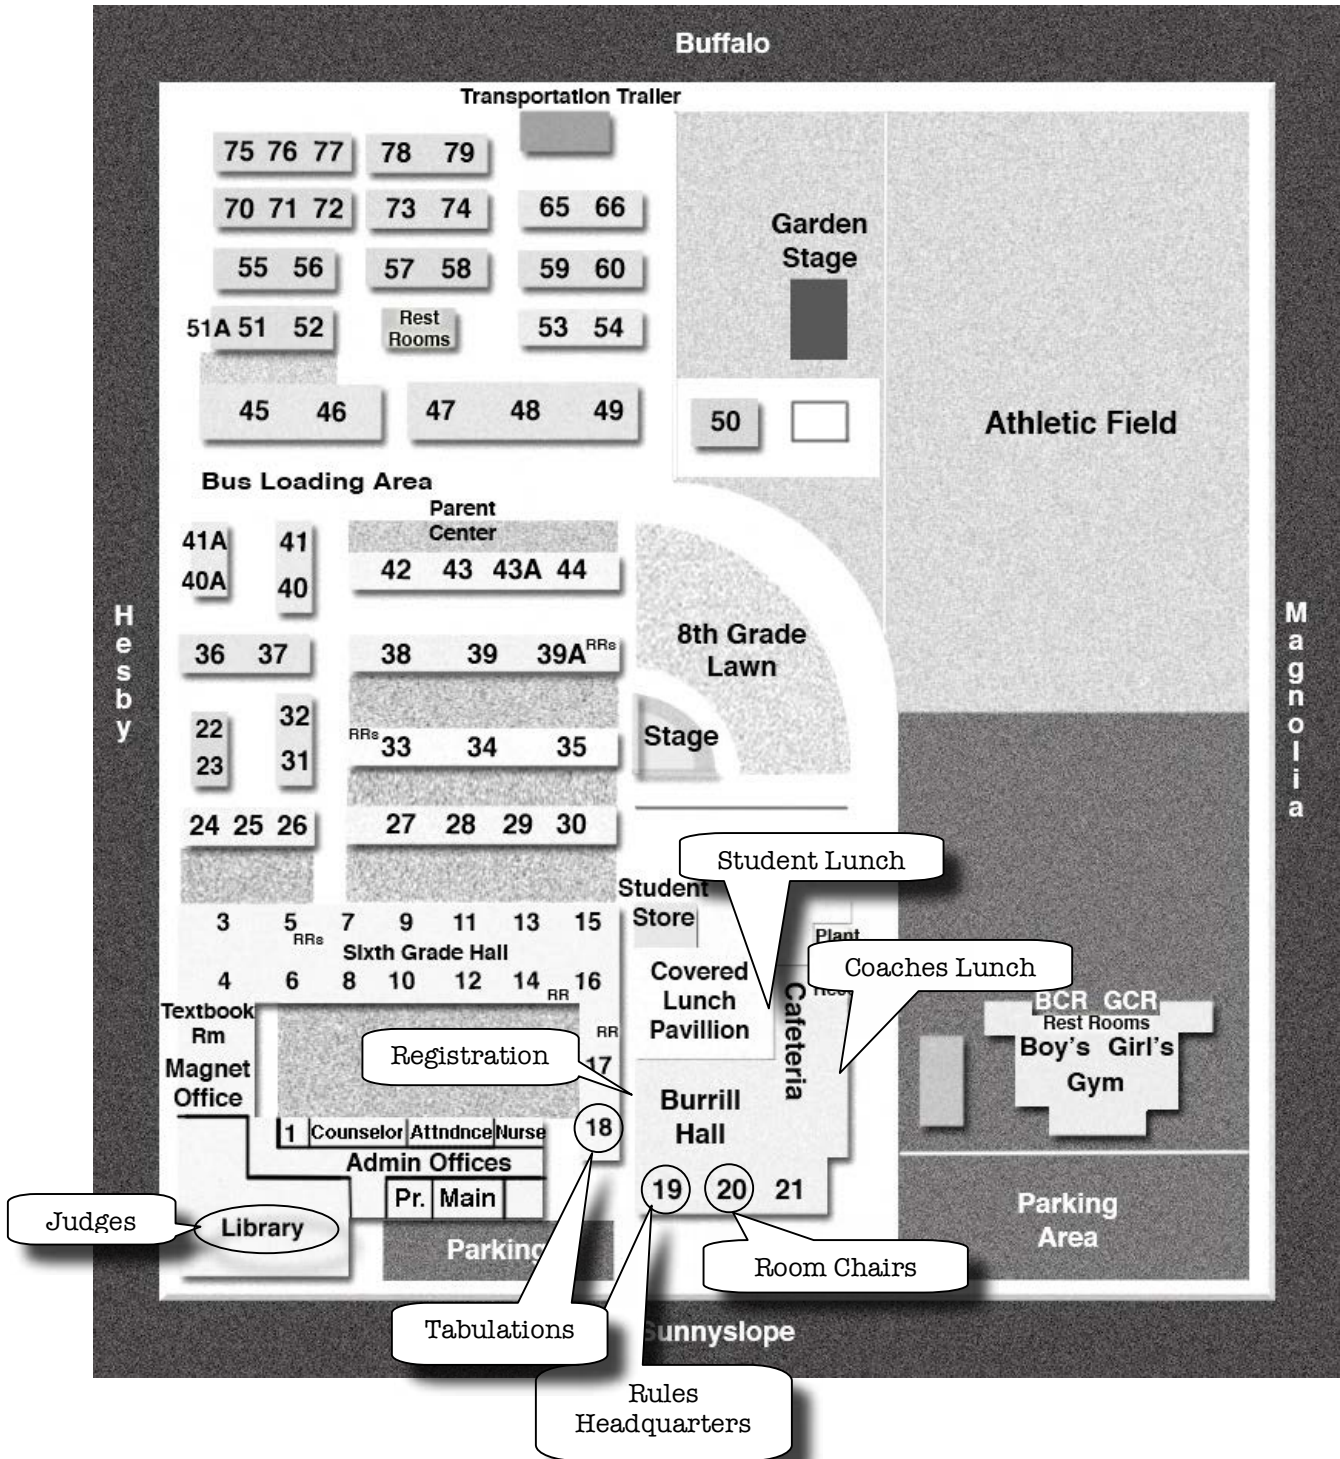 Buffalo
Transportation Trailer
75 76 77 78 79
70 71 72 73 74 65 66
Garden
Stage
55 56 57 58 59 60
51A 51 52
Rest
Rooms
53 54
45 46 47 48 49
50
Athletic Field
Bus Loading Area
Parent
Center
41A 41
40A 40
42 43 43A 44
Hesby
Magnolia
8th Grade
Lawn
36 37 38 39 39A RRs
22 32
23 31
RRs 33 34 35
Stage
24 25 26 27 28 29 30
Student Lunch
Student
Store
3 5 7 9 11 13 15
RRs
Sixth Grade Hall
4 6 8 10 12 14 RR 16
Plant
Coaches Lunch
Covered
Lunch
Pavillion
Cafeteria
Textbook
Rm
Magnet
Office
RR
17
Registration
BCR GCR
Rest Rooms
Boy's Girl's
Gym
Burrill
Hall
1 Counselor Attndnce Nurse
18
Admin Offices
Pr. Main
19 20 21
Judges
Library
Parking
Parking
Area
Room Chairs
Tabulations
Sunnyslope
Rules
Headquarters